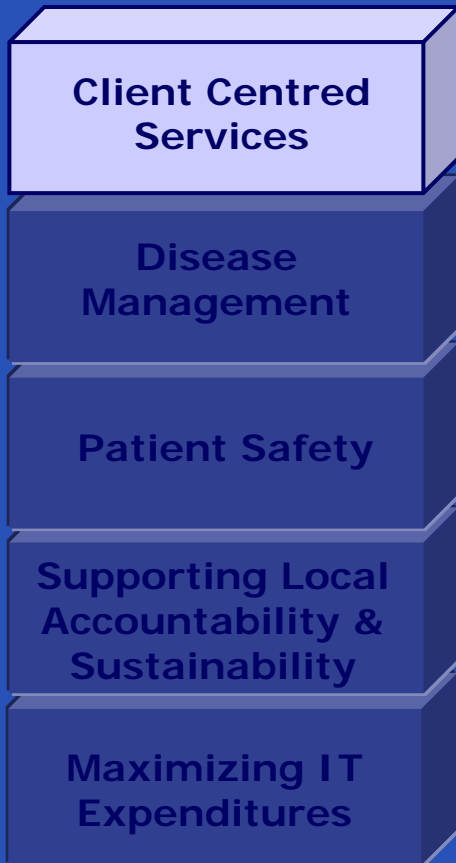 Client Centred
Services
Disease
Management
Patient Safety
Supporting Local
Accountability &
Sustainability
Maximizing IT
Expenditures